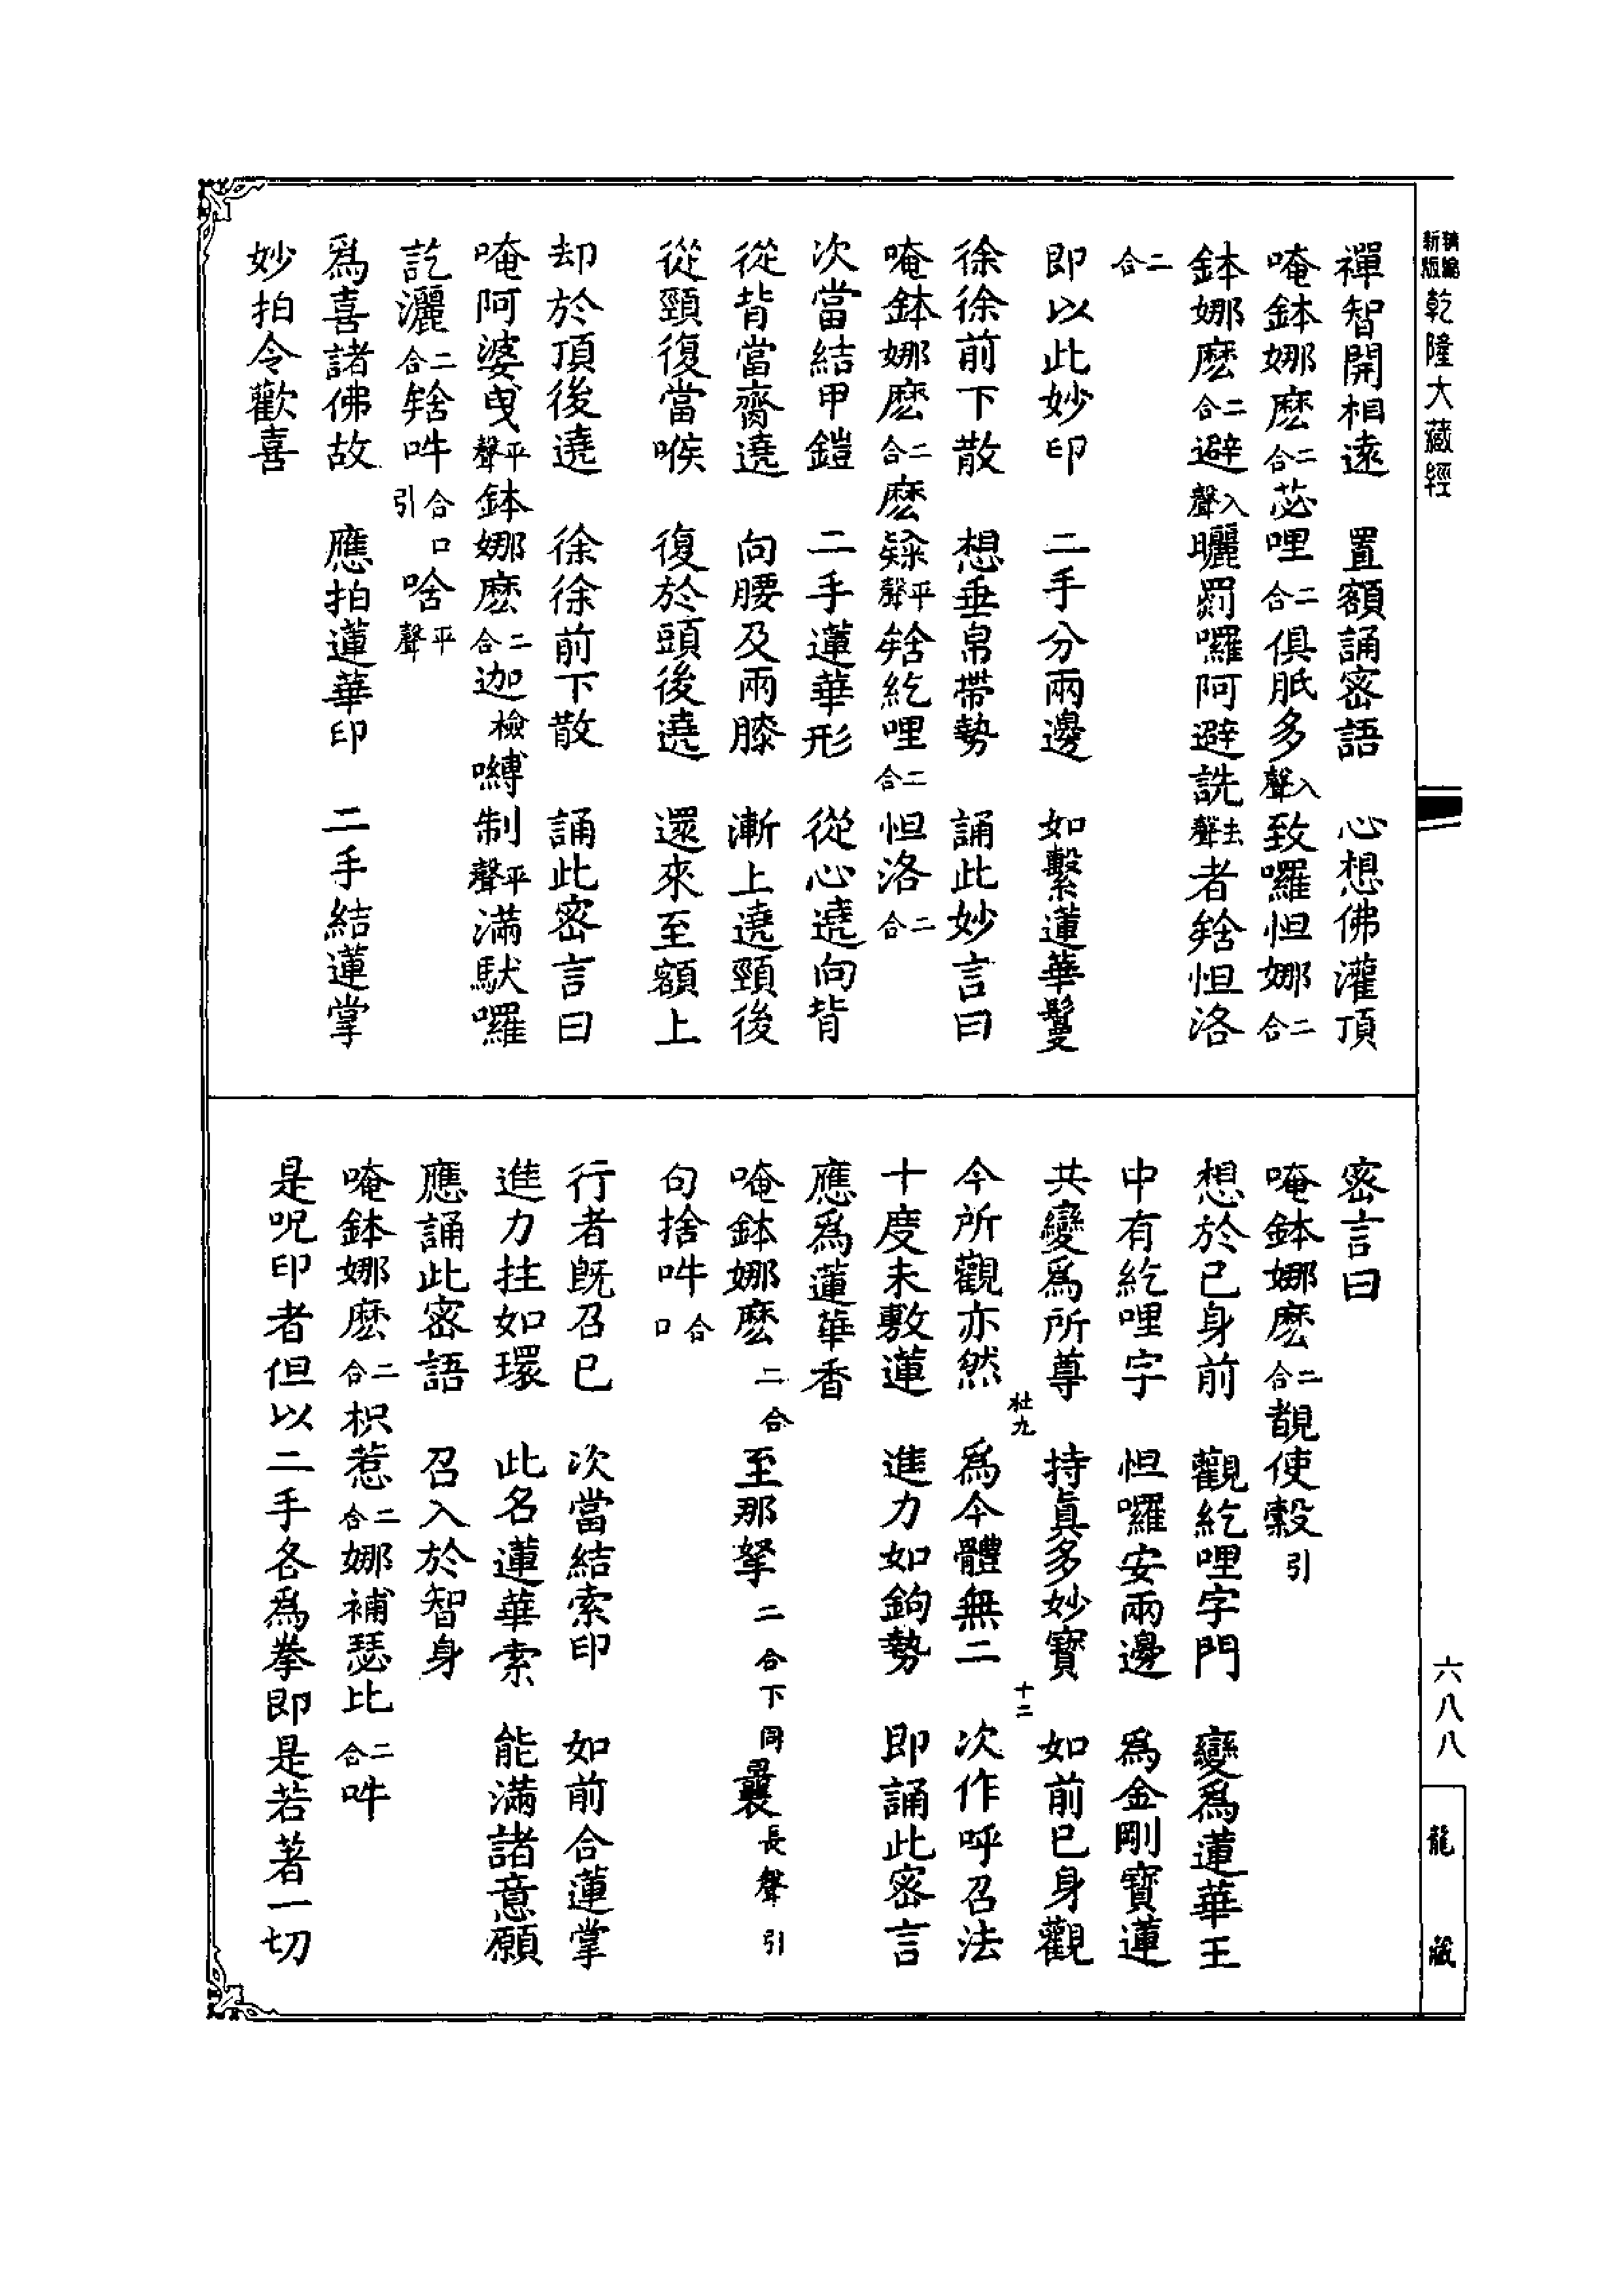 新版精編乾隆大藏經
禪智開相遠　置額誦密語　心想佛灌頂
唵鉢娜麼二合苾哩二合俱胝多入聲致囉怛娜二合
鉢娜麼二合避入聲曬罰囉阿避詵去聲者𤙖怛洛
二合
即以此妙印　二手分兩邊　如繫蓮華鬘
徐徐前下散　想垂帛帶勢　誦此妙言曰
唵鉢娜麼二合麼平聲𤙖紇哩二合怛洛二合
次當結甲鎧　二手蓮華形　從心遶向背
從背當齊遶　向腰及兩膝　漸上遶頸後
從頸復當喉　復於頭後遶　還來至額上
却於頂後遶　徐徐前下散　誦此密言曰
唵阿婆曳平聲鉢娜麼二合迦檢嚩制平聲滿馱囉
訖灑二合𤙖吽合口引唅平聲
爲喜諸佛故　應拍蓮華印　二手結蓮掌
妙拍令歡喜
密言曰
唵鉢娜麼二合覩使穀引
想於己身前　觀紇哩字門　變爲蓮華王
中有紇哩字　怛囉安兩邊　爲金剛寶蓮
共變爲所尊　持真多妙寶　如前已身觀
杜九　十二
今所觀亦然　爲今體無二　次作呼召法
十度未敷蓮　進力如鉤勢　即誦此密言
應爲蓮華香
唵鉢娜麼二合至那拏二合下同曩長聲引
句捨吽合口
行者既召已　次當結索印　如前合蓮掌
進力拄如環　此名蓮華索　能滿諸意願
應誦此密語　召入於智身
唵鉢娜麼二合枳惹二合娜補瑟比二合吽
是呪印者但以二手各爲拳即是若著一切
六八八
龍藏